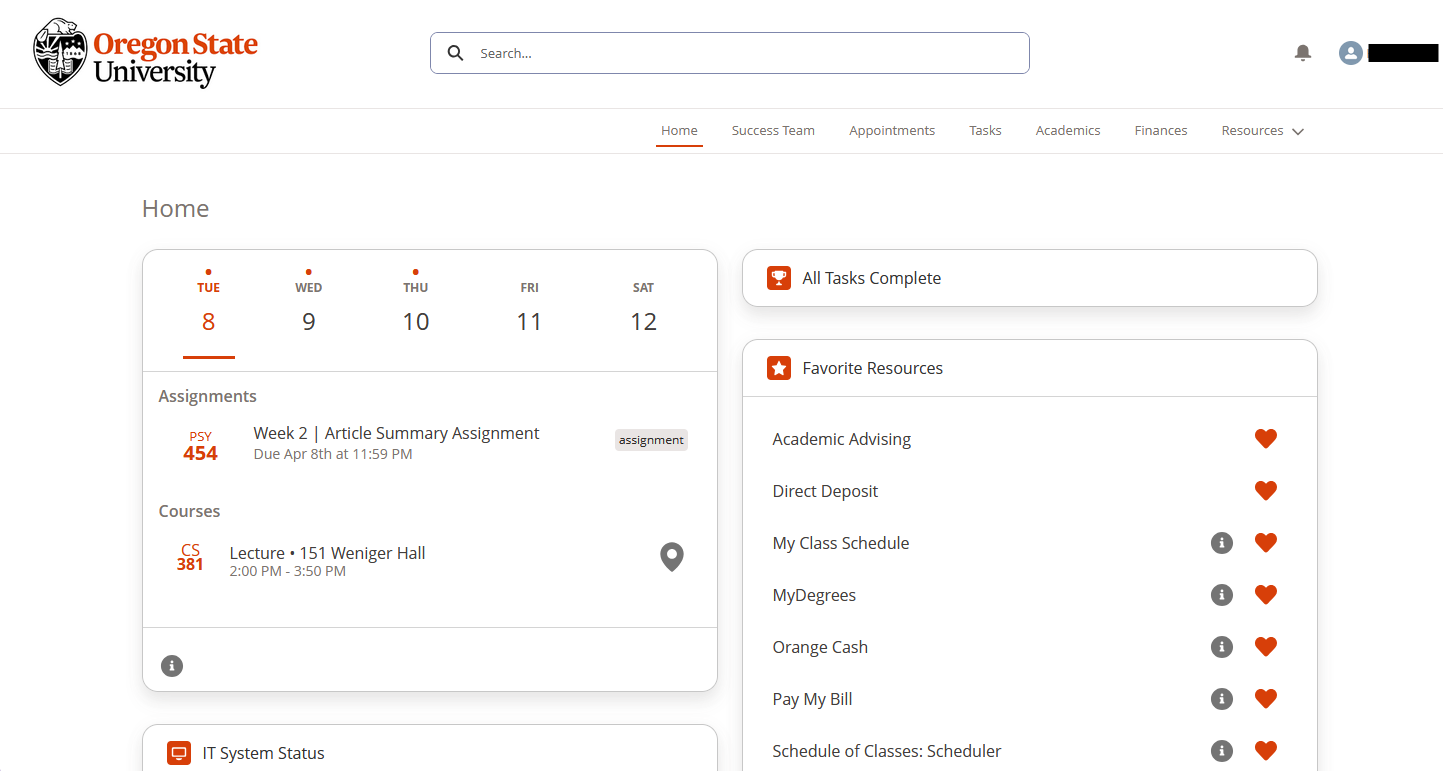 Oregon State
University
Search...
Home Success Team Appointments Tasks Academics Finances Resources
Home
TUE WED THU FRI SAT
8 9 10 11 12
Assignments
PSY
454
Week 2 | Article Summary Assignment
Due Apr 8th at 11:59 PM
assignment
Courses
CS
381
Lecture • 151 Weniger Hall
2:00 PM - 3:50 PM
IT System Status
All Tasks Complete
Favorite Resources
Academic Advising
Direct Deposit
My Class Schedule
MyDegrees
Orange Cash
Pay My Bill
Schedule of Classes: Scheduler